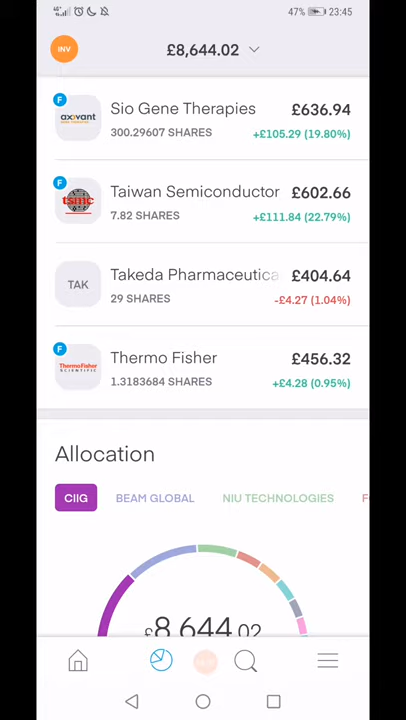 47% 23:45
INV
£8,644.02
F
axovant
Sio Gene Therapies
£636.94
300.29607 SHARES
+£105.29 (19.80%)
F
tsmc
Taiwan Semiconductor
£602.66
7.82 SHARES
+£111.84 (22.79%)
TAK
Takeda Pharmaceutica
£404.64
29 SHARES
-£4.27 (1.04%)
F
ThermoFisher
SCIENTIFIC
Thermo Fisher
£456.32
1.3183684 SHARES
+£4.28 (0.95%)
Allocation
CIIG
BEAM GLOBAL
NIU TECHNOLOGIES
£8,644.02